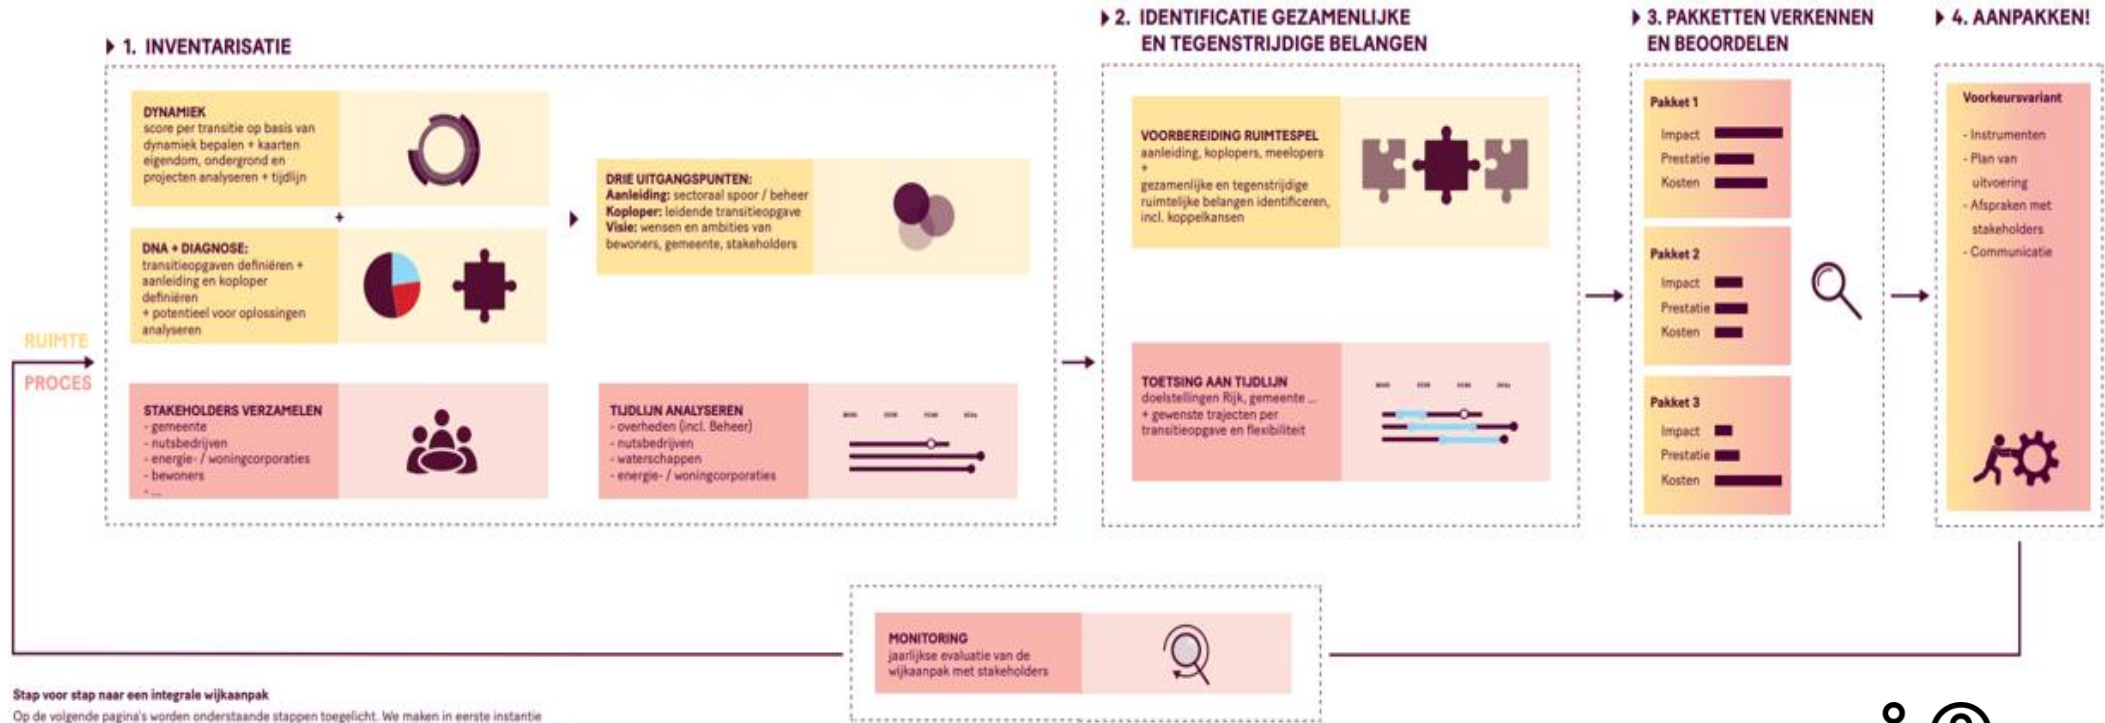 ▶ 1. INVENTARISATIE
DYNAMIEK
score per transitie op basis van
dynamiek bepalen + kaarten
eigendom, ondergrond en
projecten analyseren + tijdlijn
+
DNA + DIAGNOSE:
transitieopgaven definiëren +
aanleiding en koploper
definiëren
+ potentieel voor oplossingen
analyseren
DRIE UITGANGSPUNTEN:
Aanleiding: sectoraal spoor / beheer
Koploper: leidende transitieopgave
Visie: wensen en ambities van
bewoners, gemeente, stakeholders
RUIMTE
PROCES
STAKEHOLDERS VERZAMELEN
- gemeente
- nutsbedrijven
- energie- / woningcorporaties
- bewoners
- ...
TIJDLIJN ANALYSEREN
- overheden (incl. Beheer)
- nutsbedrijven
- waterschappen
- energie- / woningcorporaties
▶ 2. IDENTIFICATIE GEZAMENLIJKE
EN TEGENSTRIJDIGE BELANGEN
VOORBEREIDING RUIMTESPEL
aanleiding, koplopers, meelopers
+
gezamenlijke en tegenstrijdige
ruimtelijke belangen identificeren,
incl. koppelkansen
TOETSING AAN TIJDLIJN
doelstellingen Rijk, gemeente ...
+ gewenste trajecten per
transitieopgave en flexibiliteit
▶ 3. PAKKETTEN VERKENNEN
EN BEOORDELEN
Pakket 1
Impact
Prestatie
Kosten
Pakket 2
Impact
Prestatie
Kosten
Pakket 3
Impact
Prestatie
Kosten
▶ 4. AANPAKKEN!
Voorkeursvariant
- Instrumenten
- Plan van
uitvoering
- Afspraken met
stakeholders
- Communicatie
MONITORING
jaarlijkse evaluatie van de
wijkaanpak met stakeholders
Stap voor stap naar een integrale wijkaanpak
Op de volgende pagina's worden onderstaande stappen toegelicht. We maken in eerste instantie